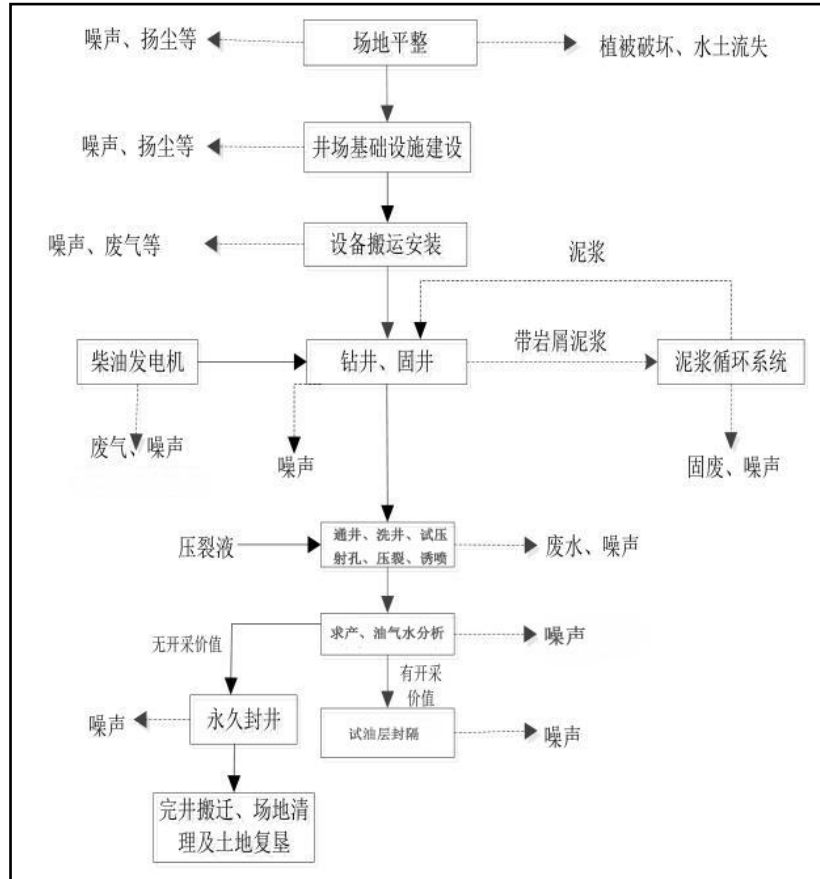 噪声、扬尘等
场地平整
植被破坏、水土流失
噪声、扬尘等
井场基础设施建设
噪声、废气等
设备搬运安装
泥浆
柴油发电机
钻井、固井
带岩屑泥浆
泥浆循环系统
废气、噪声
噪声
固废、噪声
压裂液
通井、洗井、试压
射孔、压裂、诱喷
废水、噪声
无开采价值
求产、油气水分析
噪声
有开采
价值
噪声
永久封井
试油层封隔
噪声
完井搬迁、场地清
理及土地复垦